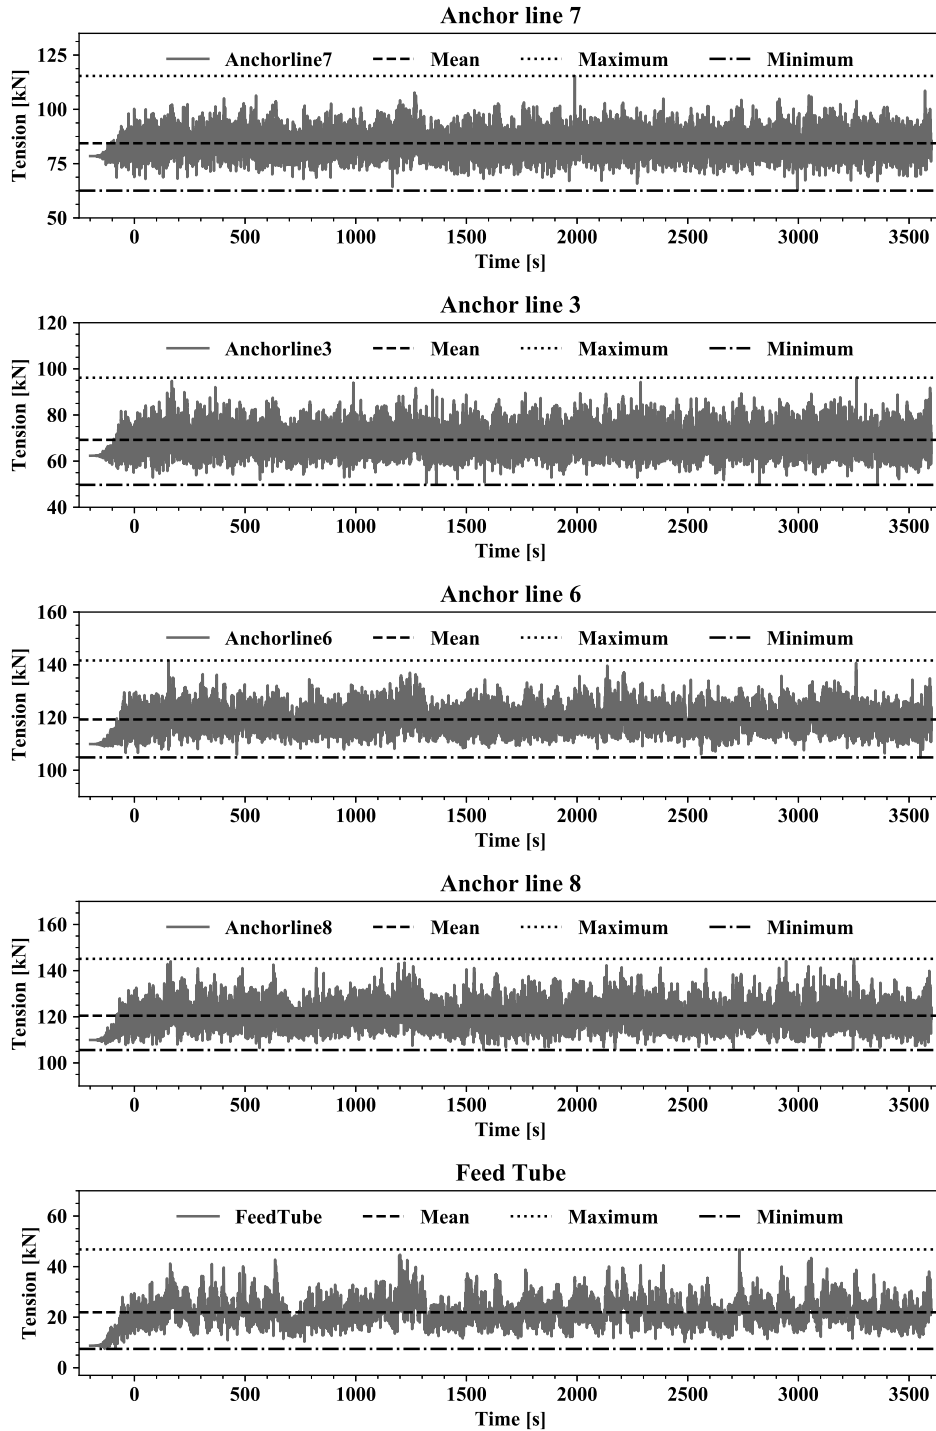 Anchor line 7
Tension [kN]
125
100
75
50
Anchorline7 Mean Maximum Minimum
0 500 1000 1500 2000 2500 3000 3500
Time [s]
Anchor line 3
Tension [kN]
120
100
80
60
40
Anchorline3 Mean Maximum Minimum
0 500 1000 1500 2000 2500 3000 3500
Time [s]
Anchor line 6
Tension [kN]
160
140
120
100
Anchorline6 Mean Maximum Minimum
0 500 1000 1500 2000 2500 3000 3500
Time [s]
Anchor line 8
Tension [kN]
160
140
120
100
Anchorline8 Mean Maximum Minimum
0 500 1000 1500 2000 2500 3000 3500
Time [s]
Feed Tube
Tension [kN]
60
40
20
0
FeedTube Mean Maximum Minimum
0 500 1000 1500 2000 2500 3000 3500
Time [s]